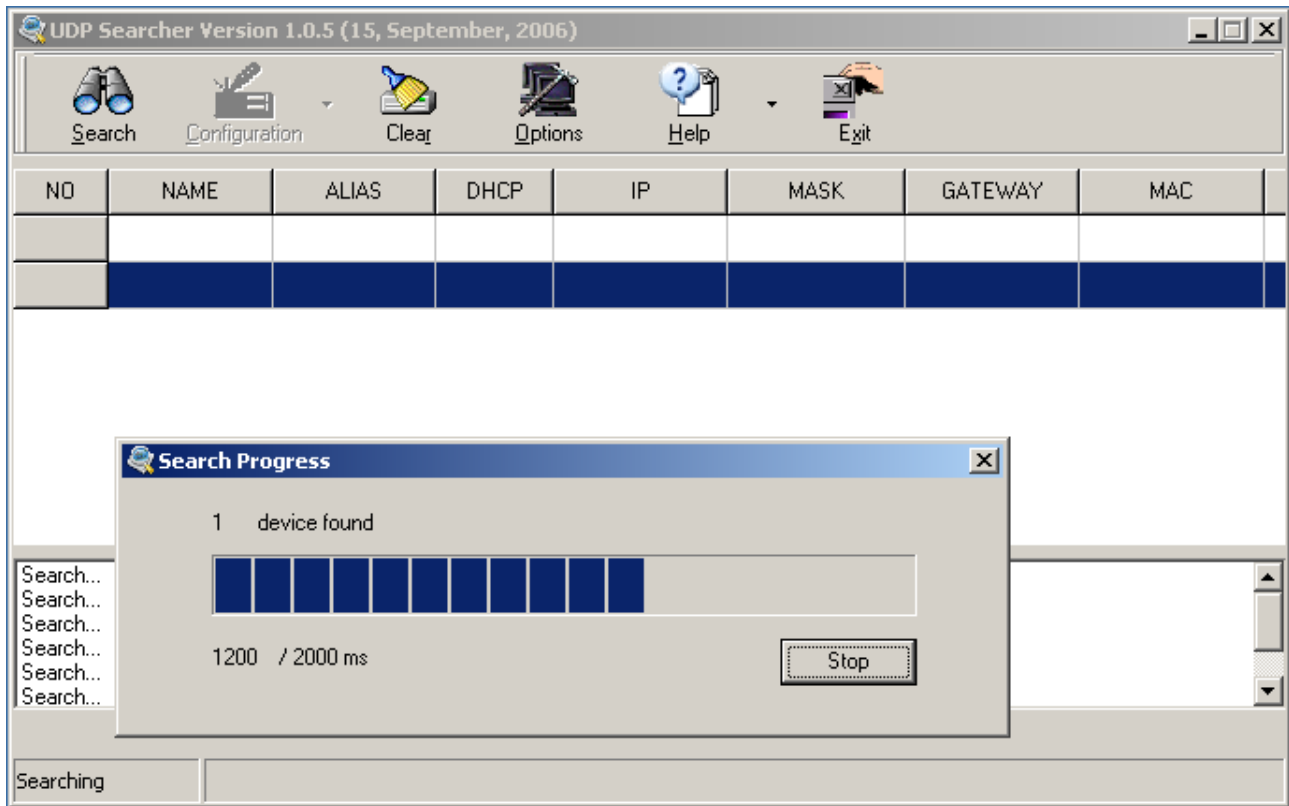 UDP Searcher Version 1.0.5 (15, September, 2006)
Search Configuration Clear Options Help Exit
NO NAME ALIAS DHCP IP MASK GATEWAY MAC
Search Progress
1 device found
Search...
Search...
Search...
Search...
Search...
Search...
1200 / 2000 ms
Stop
Searching